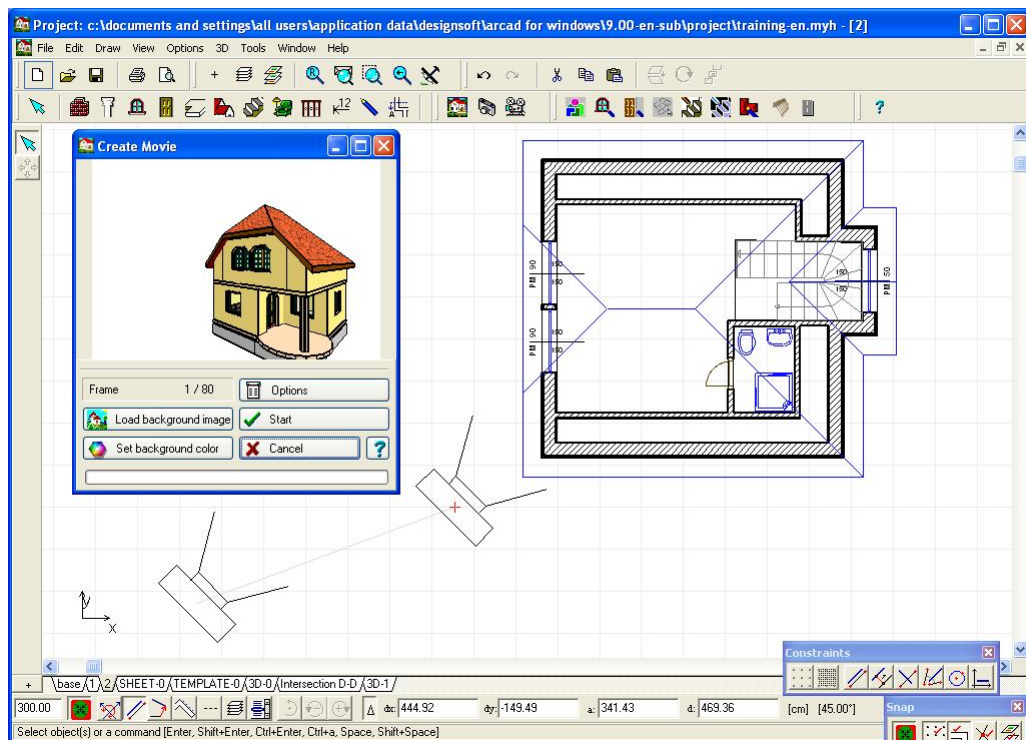 Project: c:\documents and settings\all users\application data\designsoft\arcad for windows\9.00-en-sub\project\training-en.myh - [2]
File Edit Draw View Options 3D Tools Window Help
12
Create Movie
Frame 1 / 80 Options
Load background image Start
Set background color Cancel ?
PM 90
150
150
PM 90
150
150
150
150
PM 50
y
x
Constraints
+ \base/1\2/SHEET-0/TEMPLATE-0/3D-0/Intersection D-D/3D-1/
300.00 Δ dx: 444.92 dy: -149.49 a: 341.43 d: 469.36 [cm] [45.00°]
Snap
Select object(s) or a command [Enter, Shift+Enter, Ctrl+Enter, Ctrl+a, Space, Shift+Space]